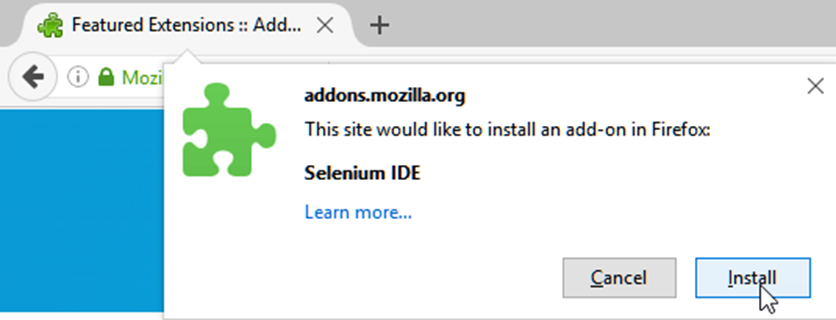 Featured Extensions :: Add...
Mozi
addons.mozilla.org
This site would like to install an add-on in Firefox:
Selenium IDE
Learn more...
Cancel
Install